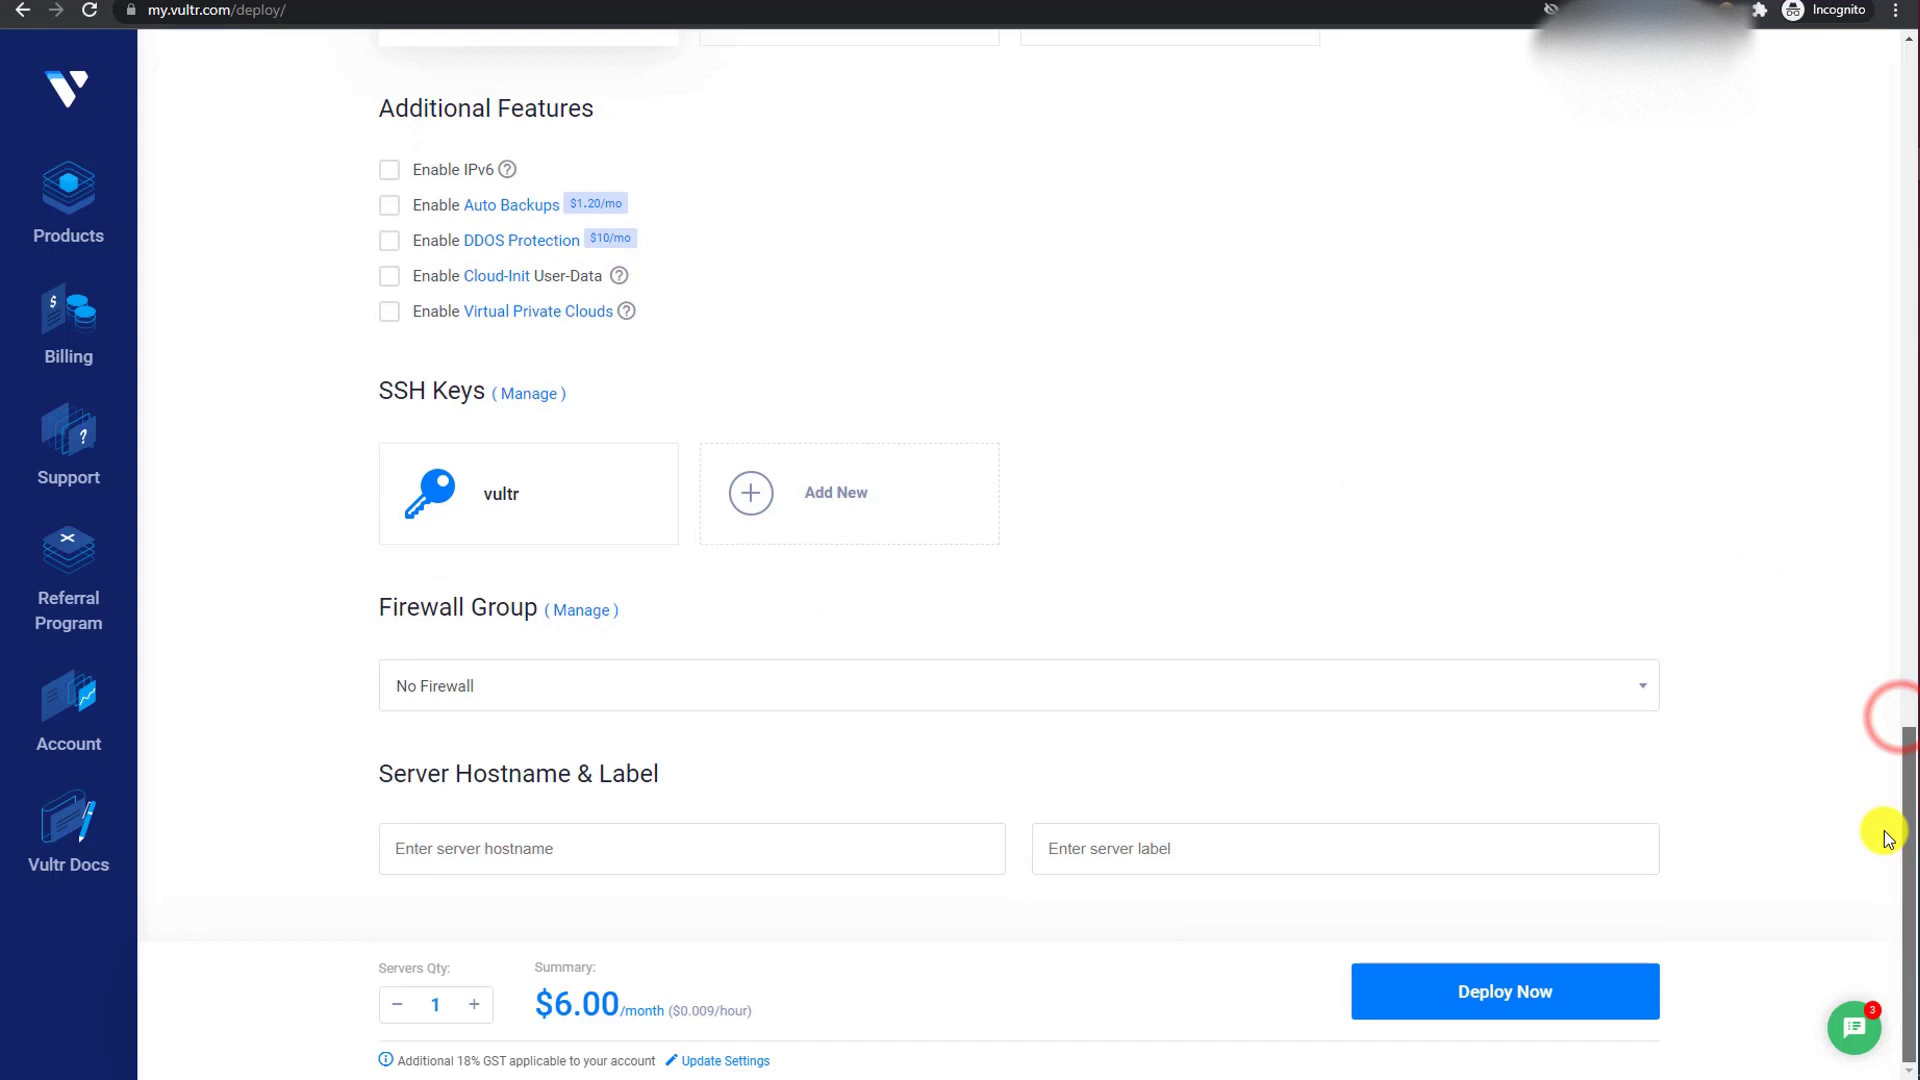 my.vultr.com/deploy/
Incognito
Products
Billing
Support
Referral
Program
Account
Vultr Docs
Additional Features
Enable IPv6 ?
Enable Auto Backups $1.20/mo
Enable DDOS Protection $10/mo
Enable Cloud-Init User-Data ?
Enable Virtual Private Clouds ?
SSH Keys ( Manage )
vultr
+ Add New
Firewall Group ( Manage )
No Firewall
Server Hostname & Label
Enter server hostname
Enter server label
Servers Qty:
− 1 +
Summary:
$6.00/month ($0.009/hour)
Deploy Now
3
Additional 18% GST applicable to your account Update Settings